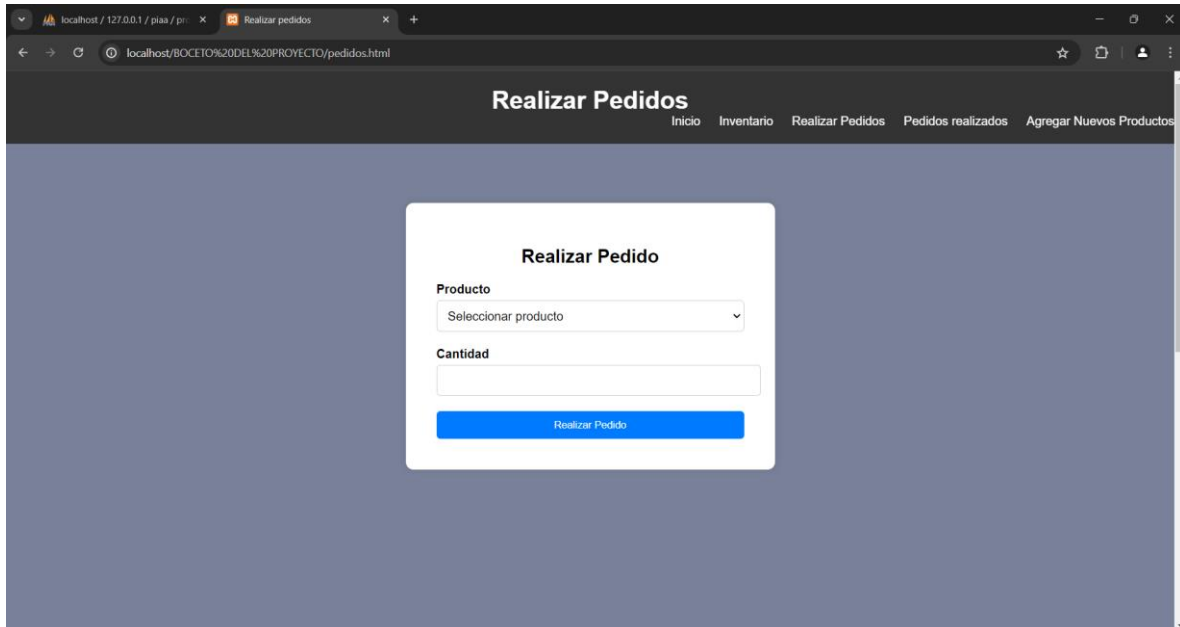 localhost / 127.0.0.1 / piaa / pro
Realizar pedidos
localhost/BOCETO%20DEL%20PROYECTO/pedidos.html
Realizar Pedidos
Inicio Inventario Realizar Pedidos Pedidos realizados Agregar Nuevos Productos
Realizar Pedido
Producto
Seleccionar producto
Cantidad
Realizar Pedido